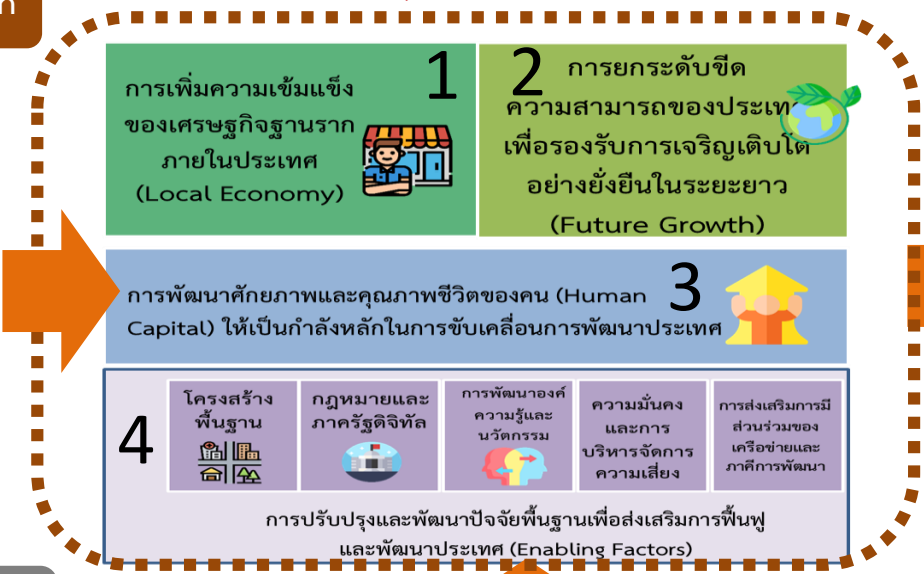 การเพิ่มความเข้มแข็ง
ของเศรษฐกิจฐานราก
ภายในประเทศ
(Local Economy)
1
2
การยกระดับขีด
ความสามารถของประเทศ
เพื่อรองรับการเจริญเติบโต
อย่างยั่งยืนในระยะยาว
(Future Growth)
การพัฒนาศักยภาพและคุณภาพชีวิตของคน (Human
Capital) ให้เป็นกำลังหลักในการขับเคลื่อนการพัฒนาประเทศ
3
4
โครงสร้าง
พื้นฐาน
กฎหมายและ
ภาครัฐดิจิทัล
การพัฒนาองค์
ความรู้และ
นวัตกรรม
ความมั่นคง
และการ
บริหารจัดการ
ความเสี่ยง
การส่งเสริมการมี
ส่วนร่วมของ
เครือข่ายและ
ภาคีการพัฒนา
การปรับปรุงและพัฒนาปัจจัยพื้นฐานเพื่อส่งเสริมการฟื้นฟู
และพัฒนาประเทศ (Enabling Factors)